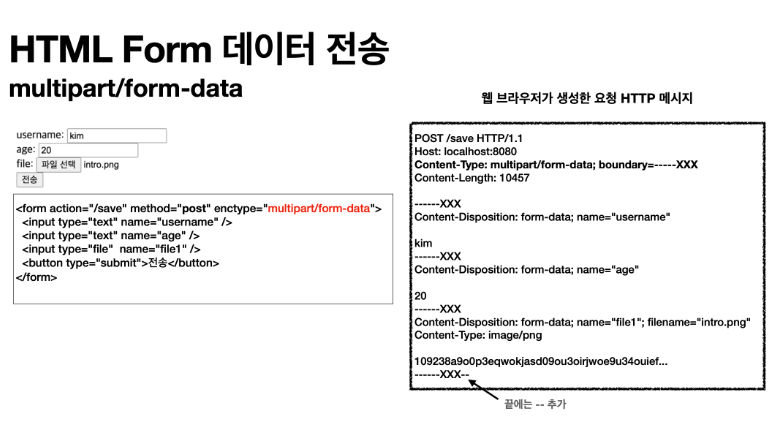 HTML Form 데이터 전송
multipart/form-data
username: kim
age: 20
file: 파일 선택 intro.png
전송
<form action="/save" method="post" enctype="multipart/form-data">
<input type="text" name="username" />
<input type="text" name="age" />
<input type="file" name="file1" />
<button type="submit">전송</button>
</form>
웹 브라우저가 생성한 요청 HTTP 메시지
POST /save HTTP/1.1
Host: localhost:8080
Content-Type: multipart/form-data; boundary=-----XXX
Content-Length: 10457
------XXX
Content-Disposition: form-data; name="username"
kim
------XXX
Content-Disposition: form-data; name="age"
20
------XXX
Content-Disposition: form-data; name="file1"; filename="intro.png"
Content-Type: image/png
109238a9o0p3eqwokjasd09ou3oirjwoe9u34ouief...
------XXX--
끝에는 -- 추가